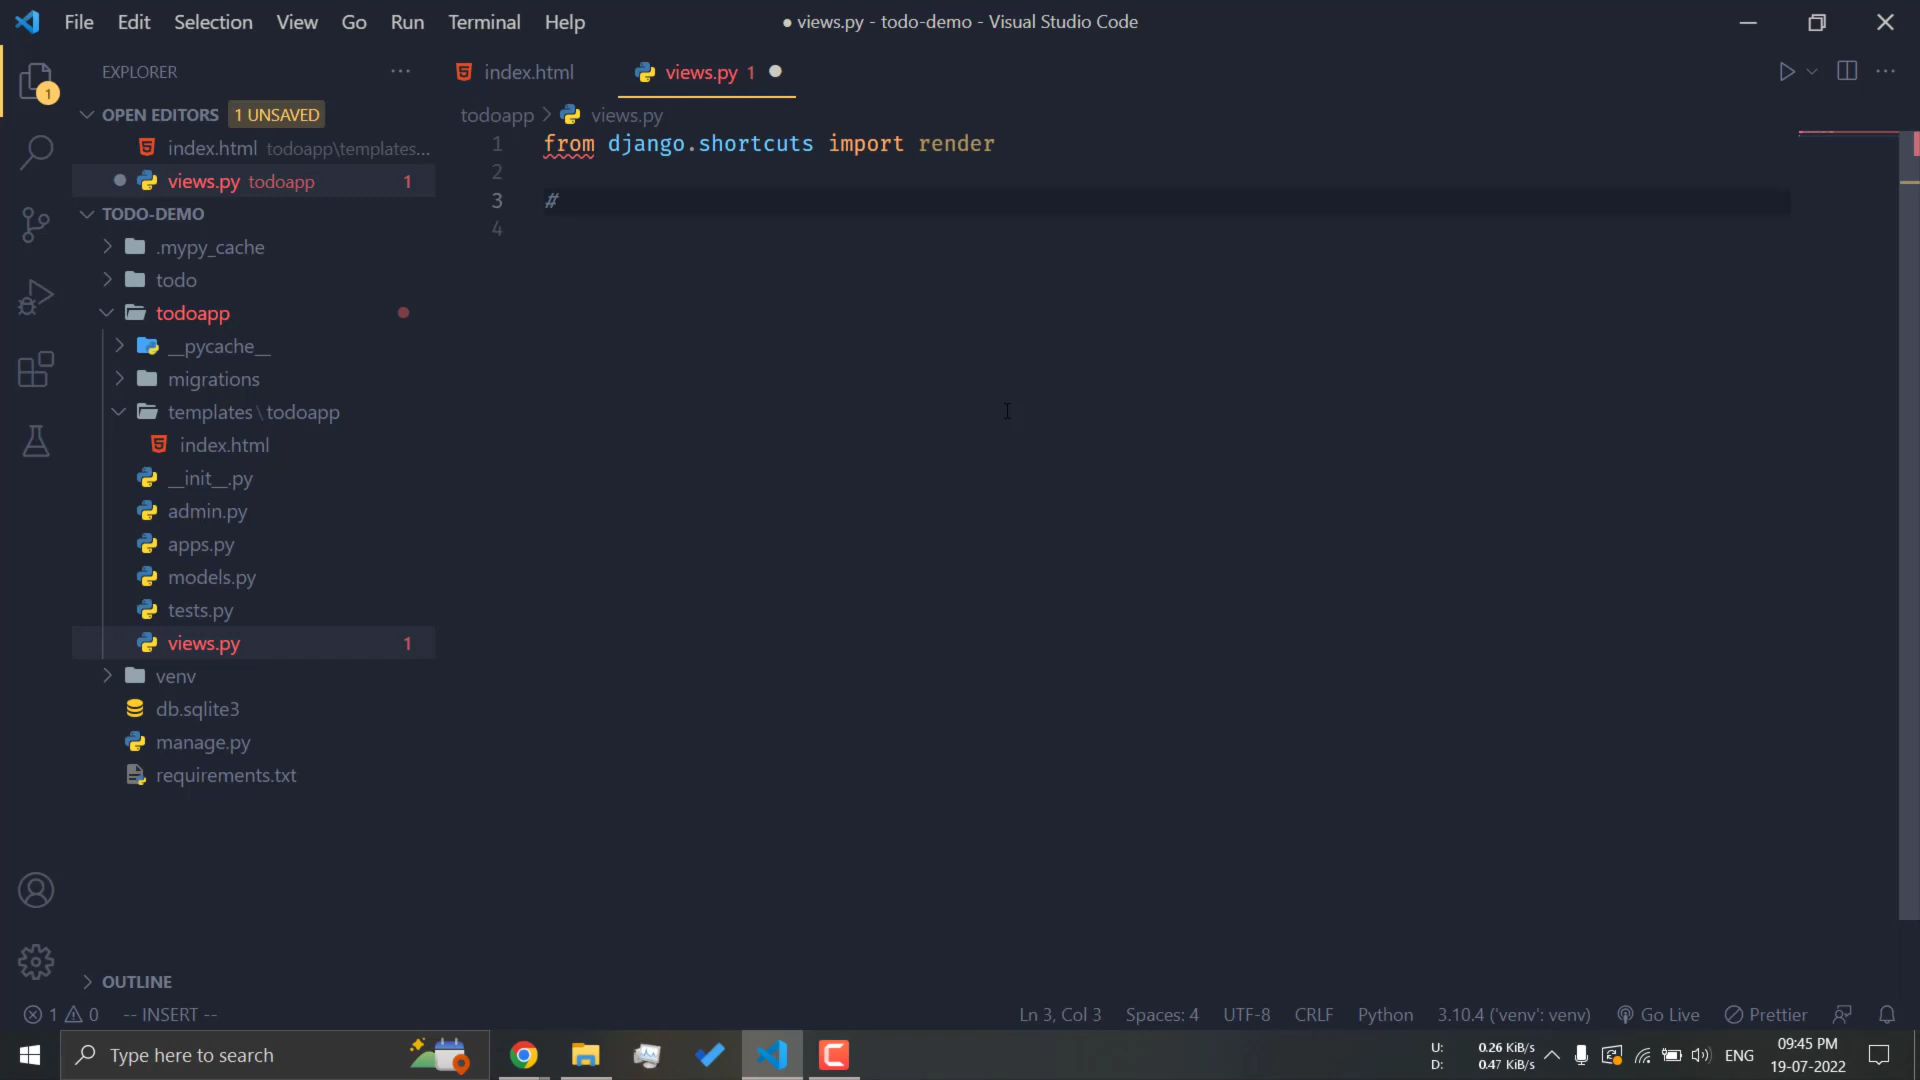 File Edit Selection View Go Run Terminal Help
● views.py - todo-demo - Visual Studio Code
EXPLORER
1
OPEN EDITORS 1 UNSAVED
index.html todoapp\templates...
views.py todoapp 1
TODO-DEMO
.mypy_cache
todo
todoapp
__pycache__
migrations
templates\todoapp
index.html
__init__.py
admin.py
apps.py
models.py
tests.py
views.py 1
venv
db.sqlite3
manage.py
requirements.txt
OUTLINE
index.html
views.py 1
todoapp > views.py
1 from django.shortcuts import render
2
3 #
4
1 0 -- INSERT --
Ln 3, Col 3 Spaces: 4 UTF-8 CRLF Python 3.10.4 ('venv': venv) Go Live Prettier
Type here to search
U: 0.26 KiB/s
D: 0.47 KiB/s
ENG
09:45 PM
19-07-2022